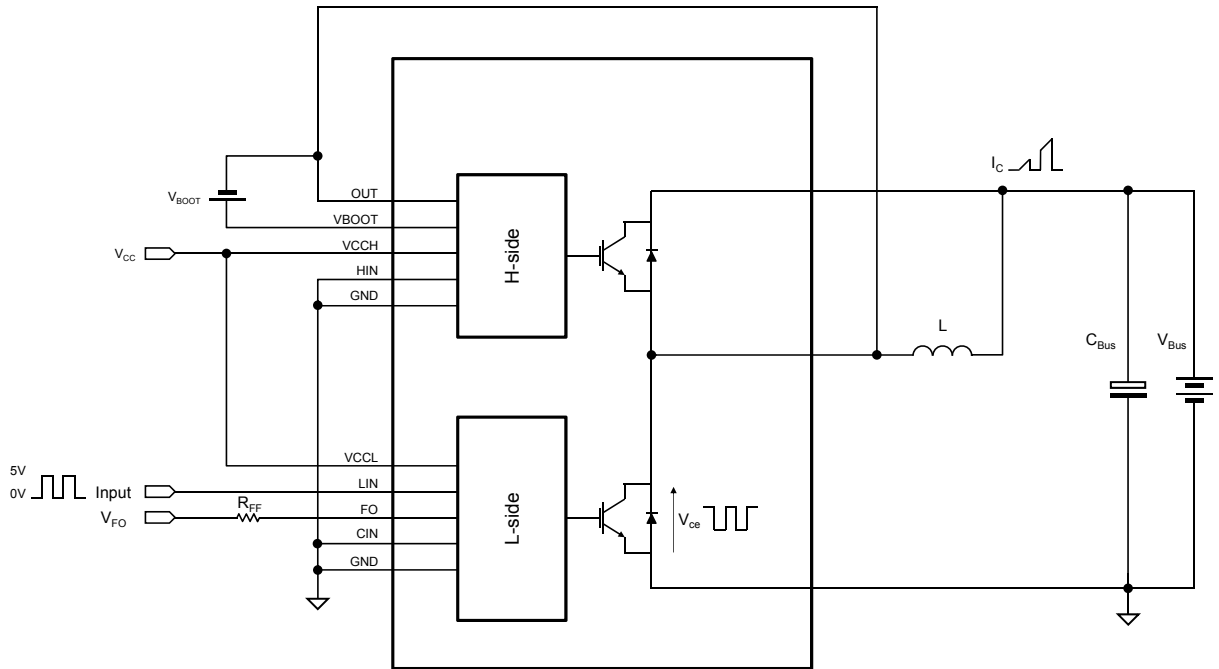 I_C
OUT
V_BOOT
VBOOT
H-side
V_CC
VCCH
HIN
GND
L
C_Bus
V_Bus
VCCL
5V
0V
Input
LIN
R_FF
V_FO
FO
L-side
V_ce
CIN
GND